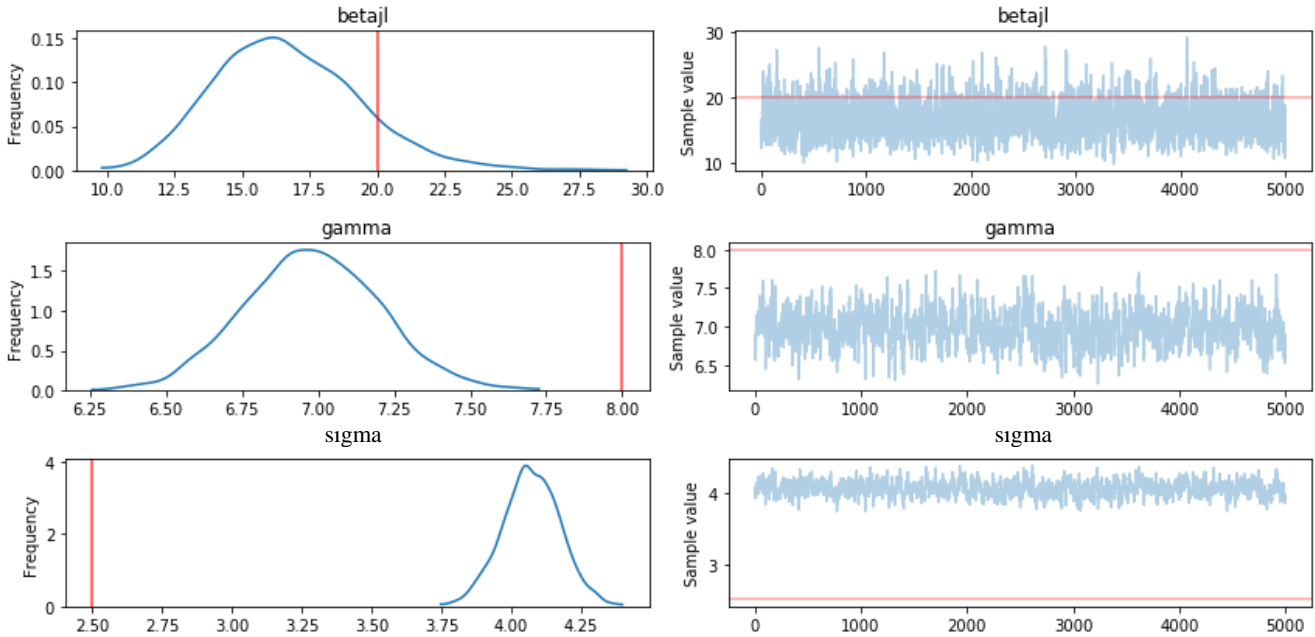 betajl
betajl
Frequency
0.15
0.10
0.05
0.00
10.0 12.5 15.0 17.5 20.0 22.5 25.0 27.5 30.0
Sample value
30
20
10
0 1000 2000 3000 4000 5000
gamma
gamma
Frequency
1.5
1.0
0.5
0.0
6.25 6.50 6.75 7.00 7.25 7.50 7.75 8.00
Sample value
8.0
7.5
7.0
6.5
0 1000 2000 3000 4000 5000
sigma
sigma
Frequency
4
2
0
2.50 2.75 3.00 3.25 3.50 3.75 4.00 4.25
Sample value
4
3
0 1000 2000 3000 4000 5000